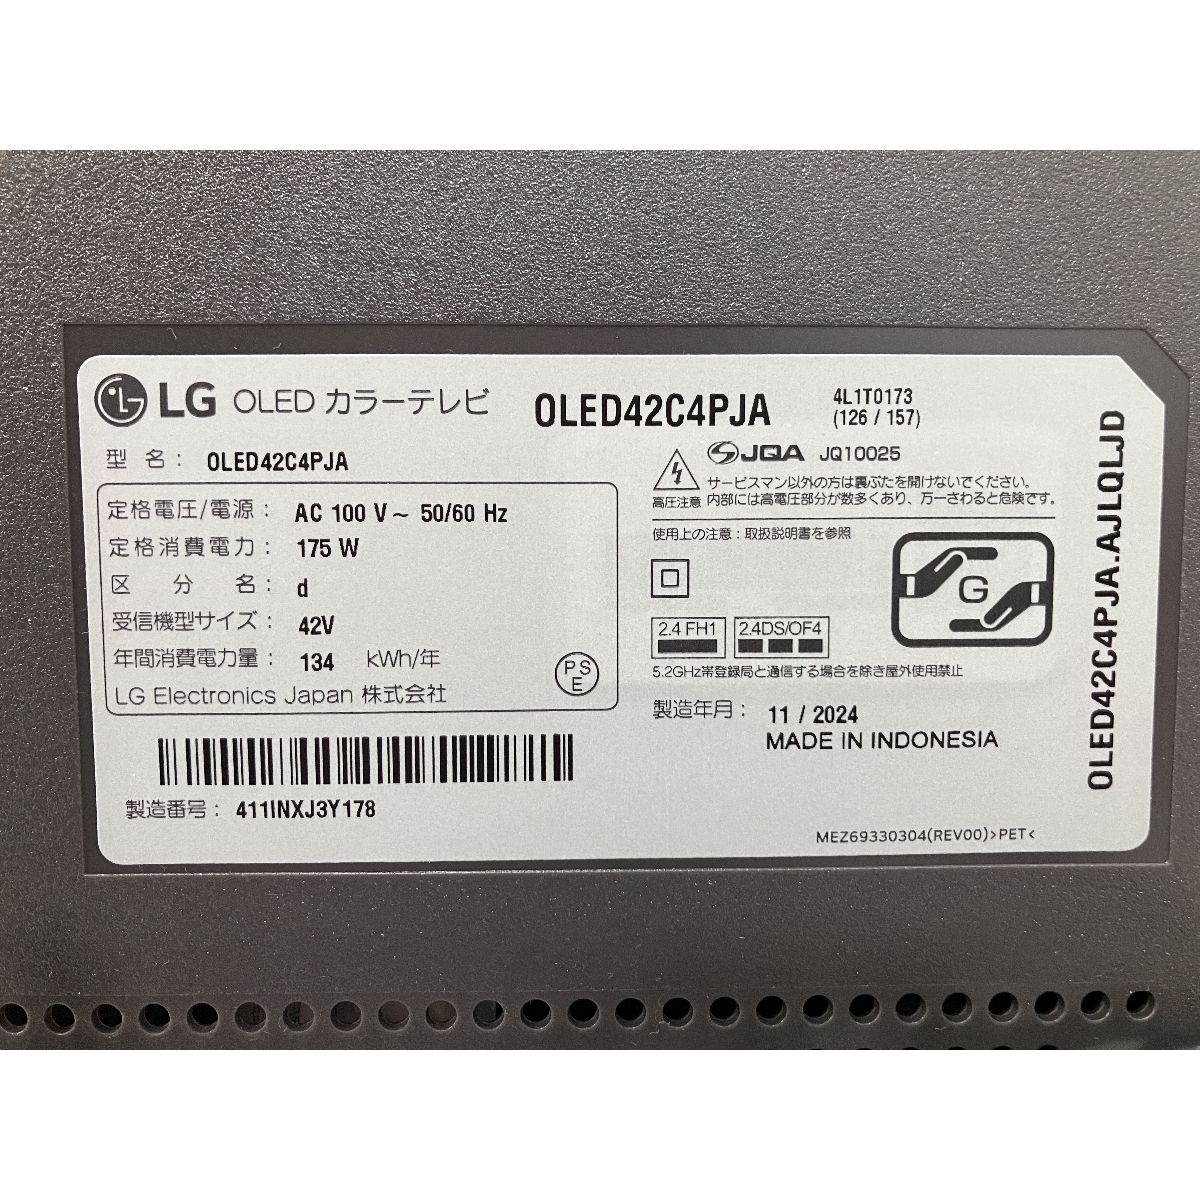 LG OLED カラーテレビ OLED42C4PJA
4L1T0173
(126 / 157)
型 名: OLED42C4PJA
定格電圧/電源: AC 100 V~ 50/60 Hz
定格消費電力: 175 W
区 分 名: d
受信機型サイズ: 42V
年間消費電力量: 134 kWh/年
LG Electronics Japan 株式会社
PS
E
製造番号: 411INXJ3Y178
JQA JQ10025
高圧注意
サービスマン以外の方は裏ぶたを開けないでください。
内部には高電圧部分が数多くあり、万一さわると危険です。
使用上の注意:取扱説明書を参照
G
2.4 FH1
2.4DS/OF4
5.2GHz帯登録局と通信する場合を除き屋外使用禁止
製造年月: 11 / 2024
MADE IN INDONESIA
MEZ69330304(REV00)>PET<
OLED42C4PJA.AJLQLJD